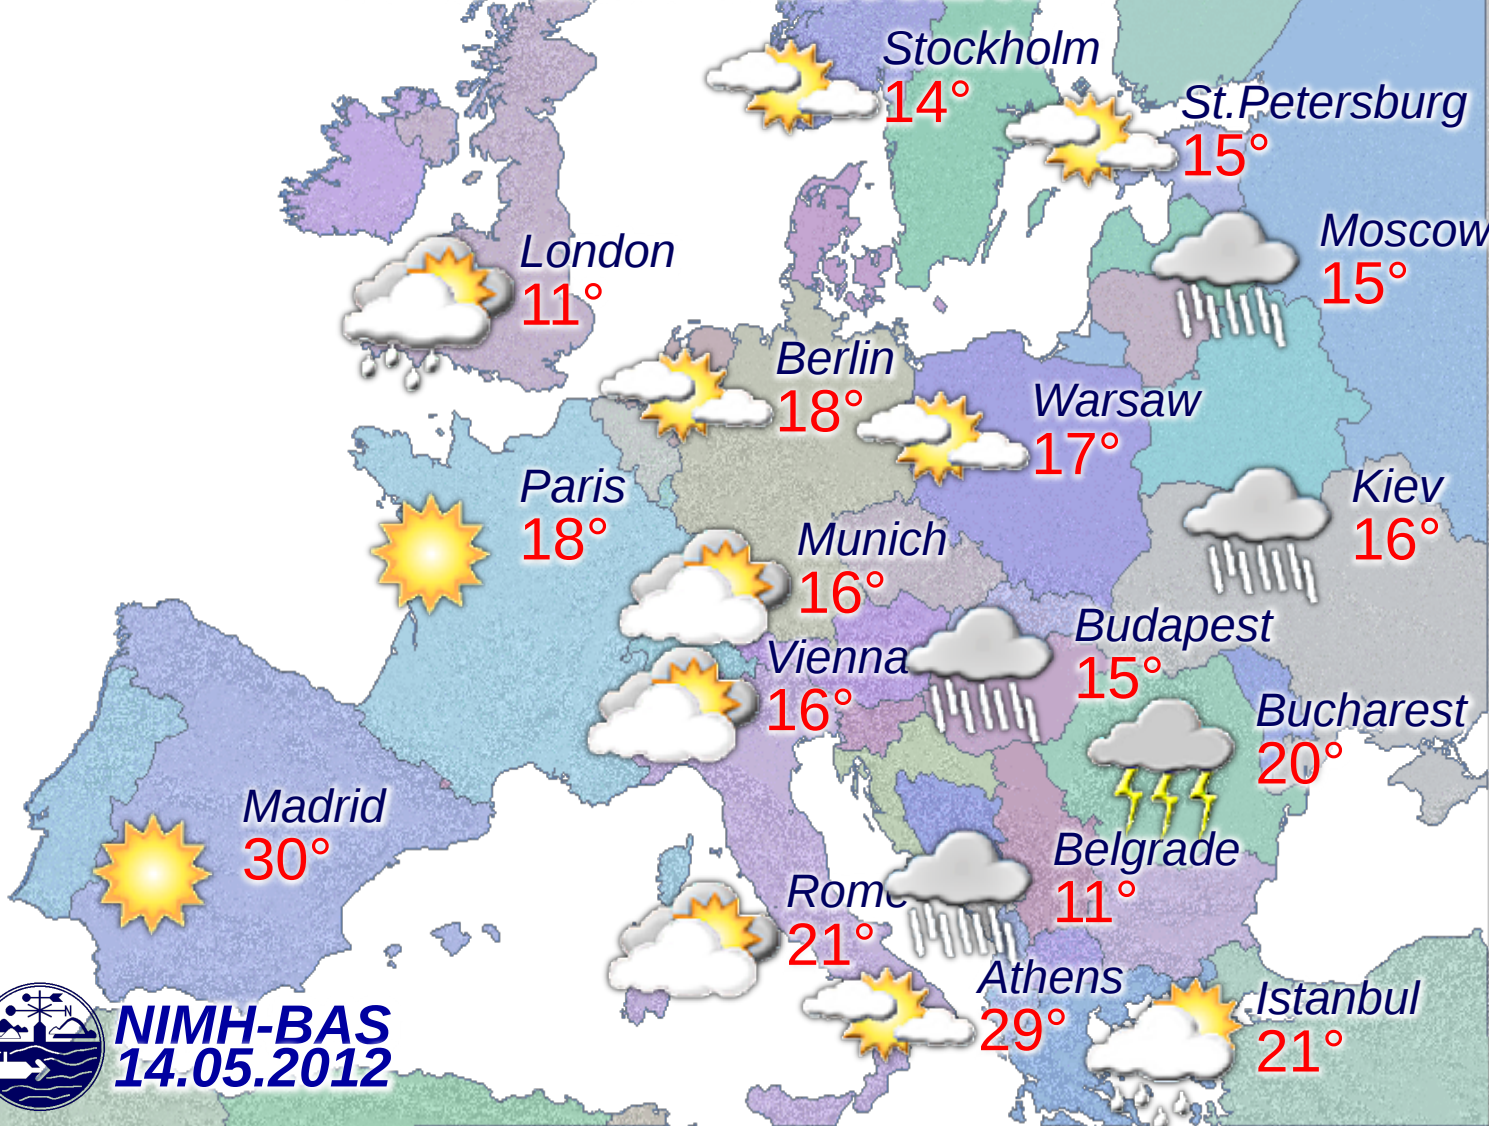 Stockholm
14°
St.Petersburg
15°
Moscow
15°
London
11°
Berlin
18°
Warsaw
17°
Paris
18°
Kiev
16°
Munich
16°
Budapest
15°
Vienna
16°
Bucharest
20°
Madrid
30°
Belgrade
11°
Rome
21°
Athens
29°
Istanbul
21°
N
NIMH-BAS
14.05.2012